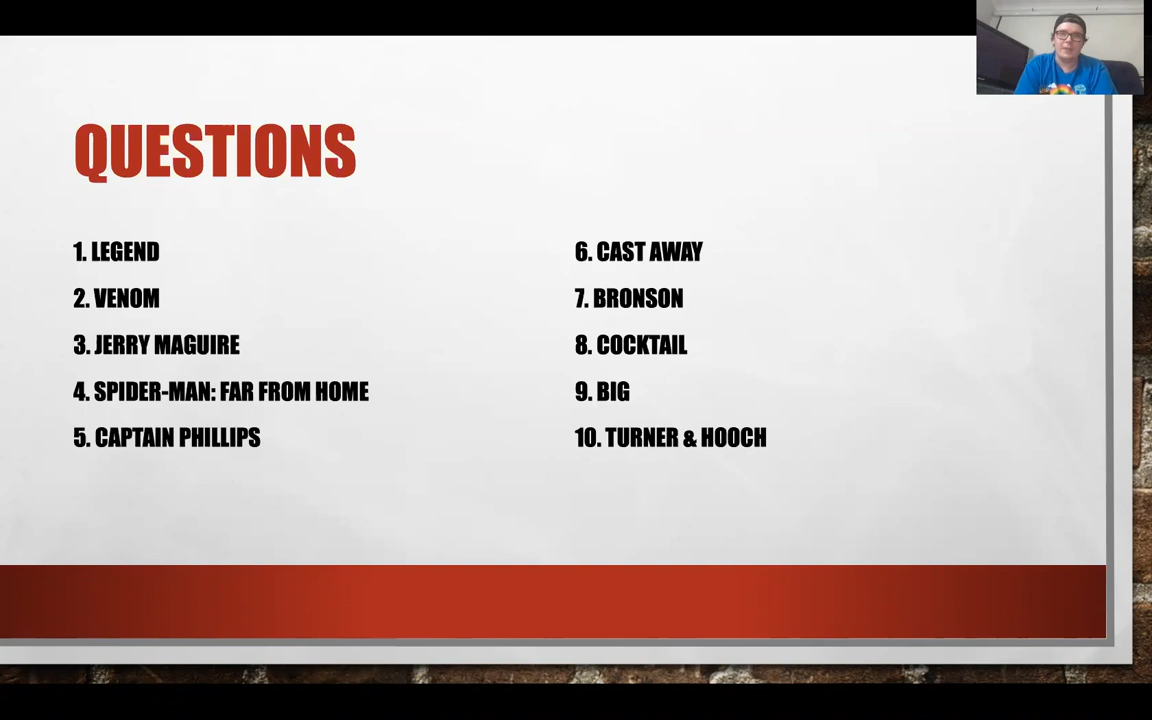 QUESTIONS
1. LEGEND
2. VENOM
3. JERRY MAGUIRE
4. SPIDER-MAN: FAR FROM HOME
5. CAPTAIN PHILLIPS
6. CAST AWAY
7. BRONSON
8. COCKTAIL
9. BIG
10. TURNER & HOOCH